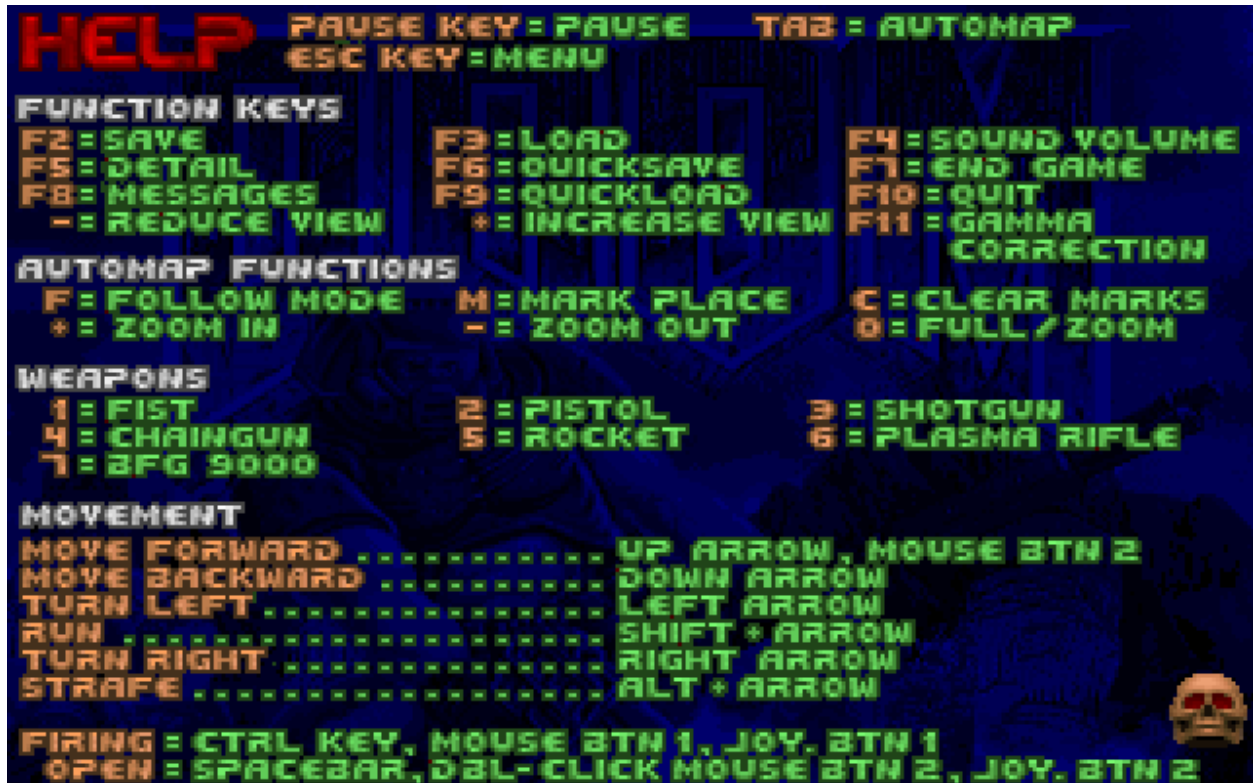 HELP PAUSE KEY = PAUSE TAB = AUTOMAP
ESC KEY = MENU
FUNCTION KEYS
F2 = SAVE F3 = LOAD F4 = SOUND VOLUME
F5 = DETAIL F6 = QUICKSAVE F7 = END GAME
F8 = MESSAGES F9 = QUICKLOAD F10 = QUIT
- = REDUCE VIEW + = INCREASE VIEW F11 = GAMMA
CORRECTION
AUTOMAP FUNCTIONS
F = FOLLOW MODE M = MARK PLACE C = CLEAR MARKS
+ = ZOOM IN - = ZOOM OUT 0 = FULL/ZOOM
WEAPONS
1 = FIST 2 = PISTOL 3 = SHOTGUN
4 = CHAINGUN 5 = ROCKET 6 = PLASMA RIFLE
7 = BFG 9000
MOVEMENT
MOVE FORWARD ........... UP ARROW, MOUSE BTN 2
MOVE BACKWARD .......... DOWN ARROW
TURN LEFT ............... LEFT ARROW
RUN ..................... SHIFT + ARROW
TURN RIGHT .............. RIGHT ARROW
STRAFE .................. ALT + ARROW
FIRING = CTRL KEY, MOUSE BTN 1, JOY. BTN 1
OPEN = SPACEBAR, DBL-CLICK MOUSE BTN 2, JOY. BTN 2